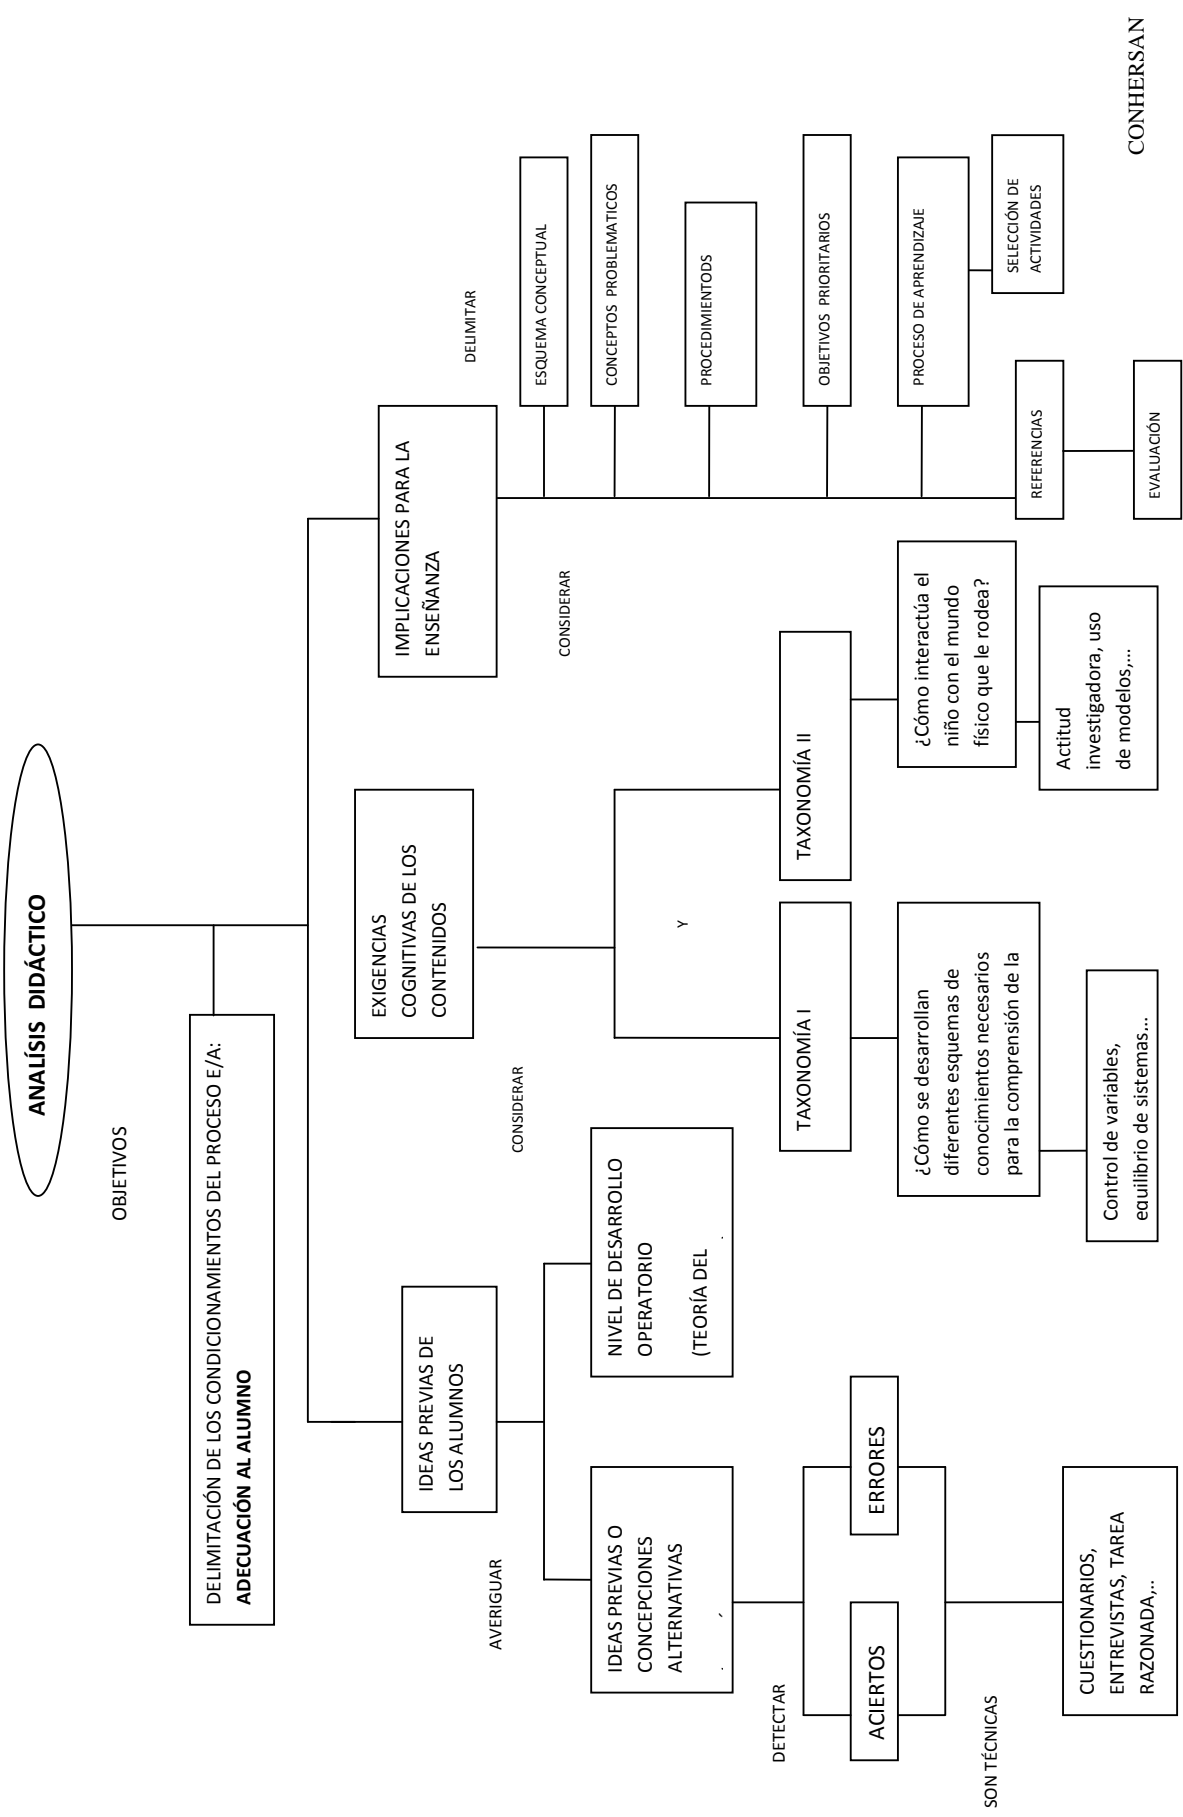 ANALÍSIS DIDÁCTICO
OBJETIVOS
DELIMITACIÓN DE LOS CONDICIONAMIENTOS DEL PROCESO E/A:
ADECUACIÓN AL ALUMNO
IDEAS PREVIAS DE
LOS ALUMNOS
EXIGENCIAS
COGNITIVAS DE LOS
CONTENIDOS
IMPLICACIONES PARA LA
ENSEÑANZA
AVERIGUAR
CONSIDERAR
CONSIDERAR
DELIMITAR
IDEAS PREVIAS O
CONCEPCIONES
ALTERNATIVAS
NIVEL DE DESARROLLO
OPERATORIO
(TEORÍA DEL
Y
ESQUEMA CONCEPTUAL
CONCEPTOS PROBLEMATICOS
PROCEDIMIENTODS
OBJETIVOS PRIORITARIOS
PROCESO DE APRENDIZAJE
SELECCIÓN DE
ACTIVIDADES
REFERENCIAS
EVALUACIÓN
DETECTAR
ACIERTOS
ERRORES
SON TÉCNICAS
CUESTIONARIOS,
ENTREVISTAS, TAREA
RAZONADA,..
TAXONOMÍA I
¿Cómo se desarrollan
diferentes esquemas de
conocimientos necesarios
para la comprensión de la
Control de variables,
equilibrio de sistemas...
TAXONOMÍA II
¿Cómo interactúa el
niño con el mundo
físico que le rodea?
Actitud
investigadora, uso
de modelos,...
CONHERSAN